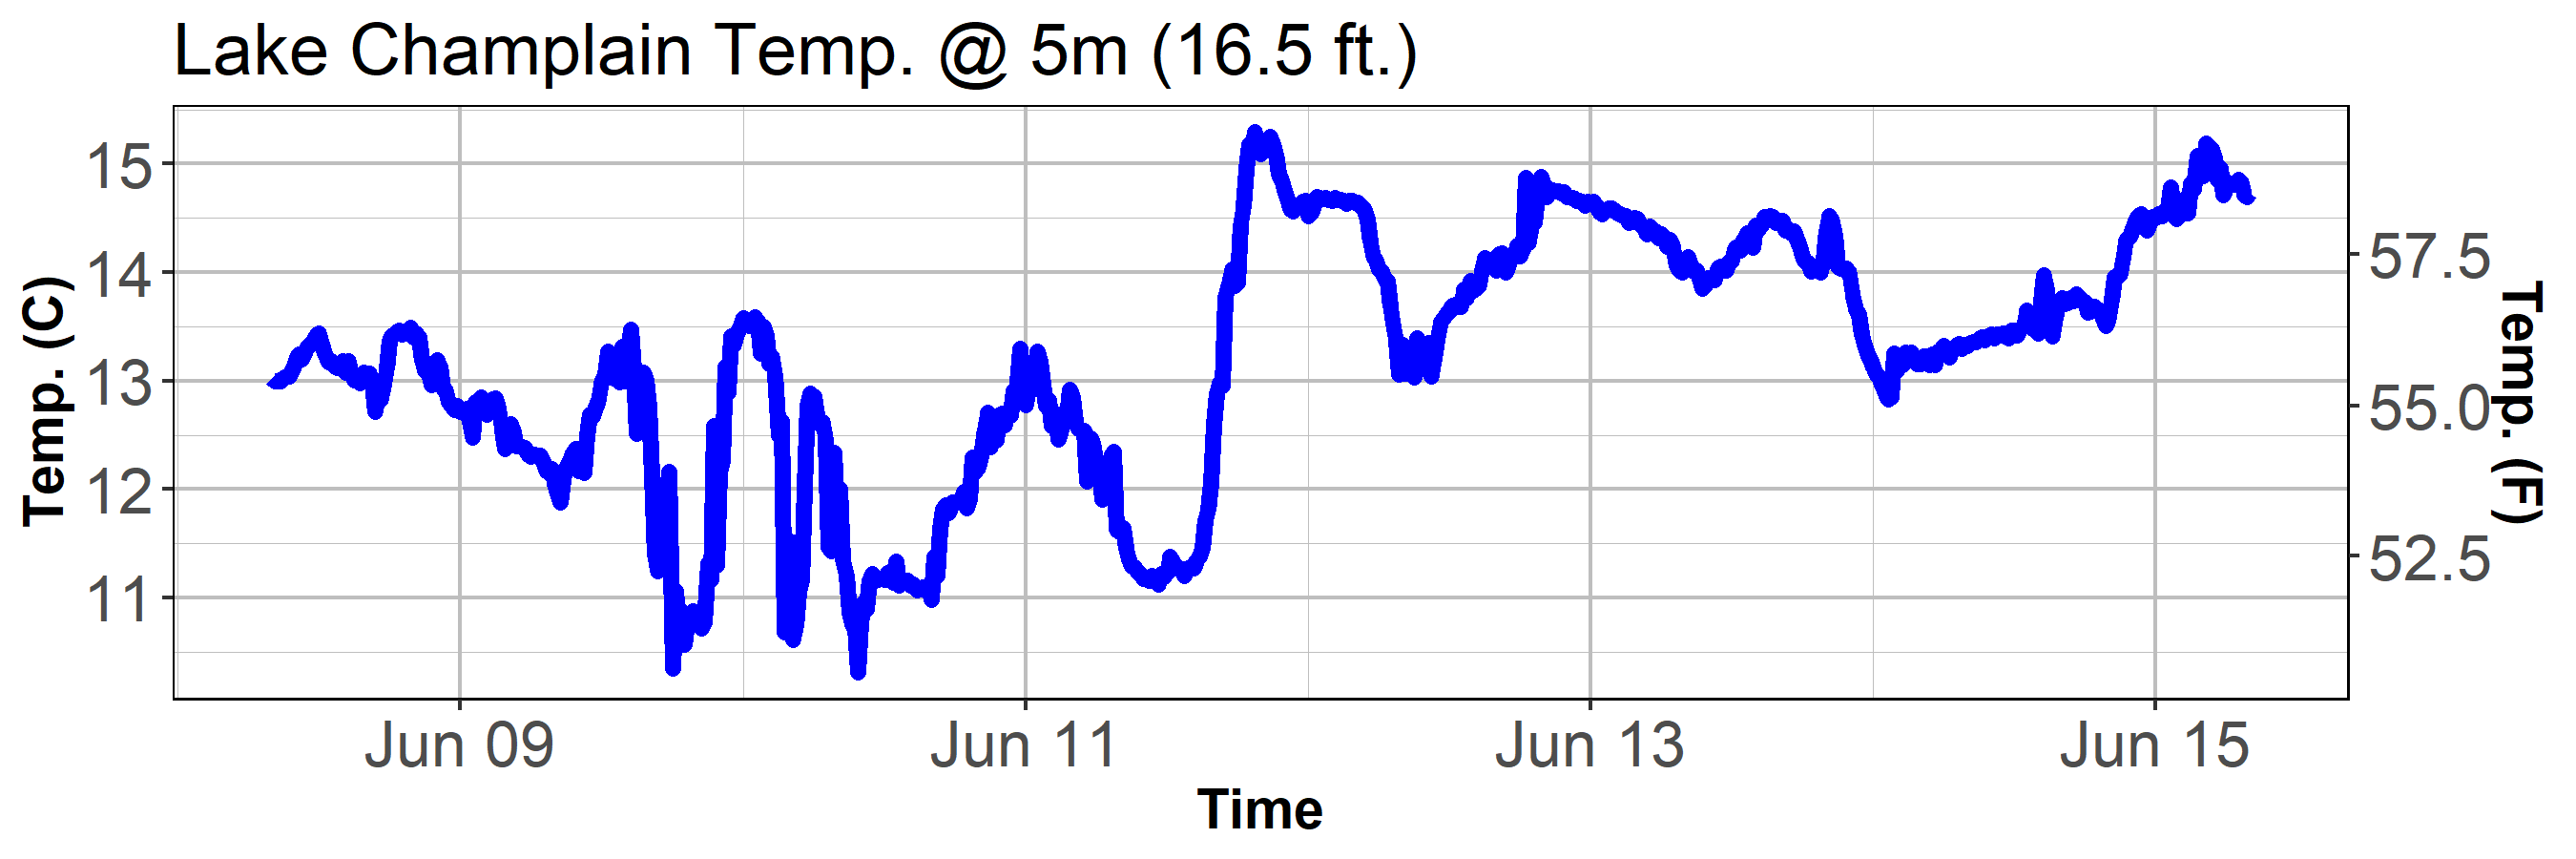 Lake Champlain Temp. @ 5m (16.5 ft.)
Temp. (C)
15
14
13
12
11
57.5
55.0
52.5
Temp. (F)
Jun 09 Jun 11 Jun 13 Jun 15
Time